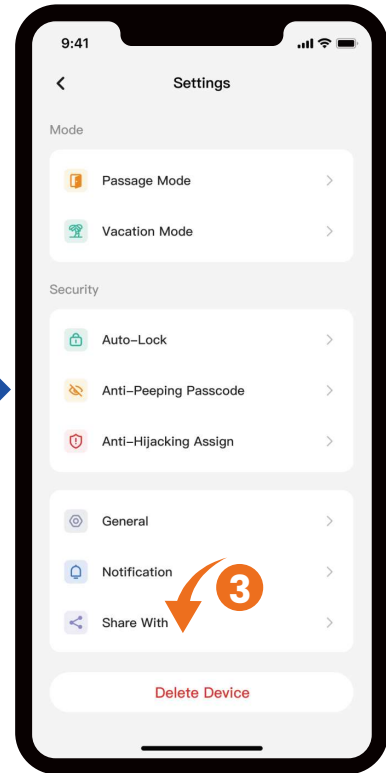 9:41
Settings
Mode
Passage Mode
Vacation Mode
Security
Auto-Lock
Anti-Peeping Passcode
Anti-Hijacking Assign
General
Notification
3
Share With
Delete Device